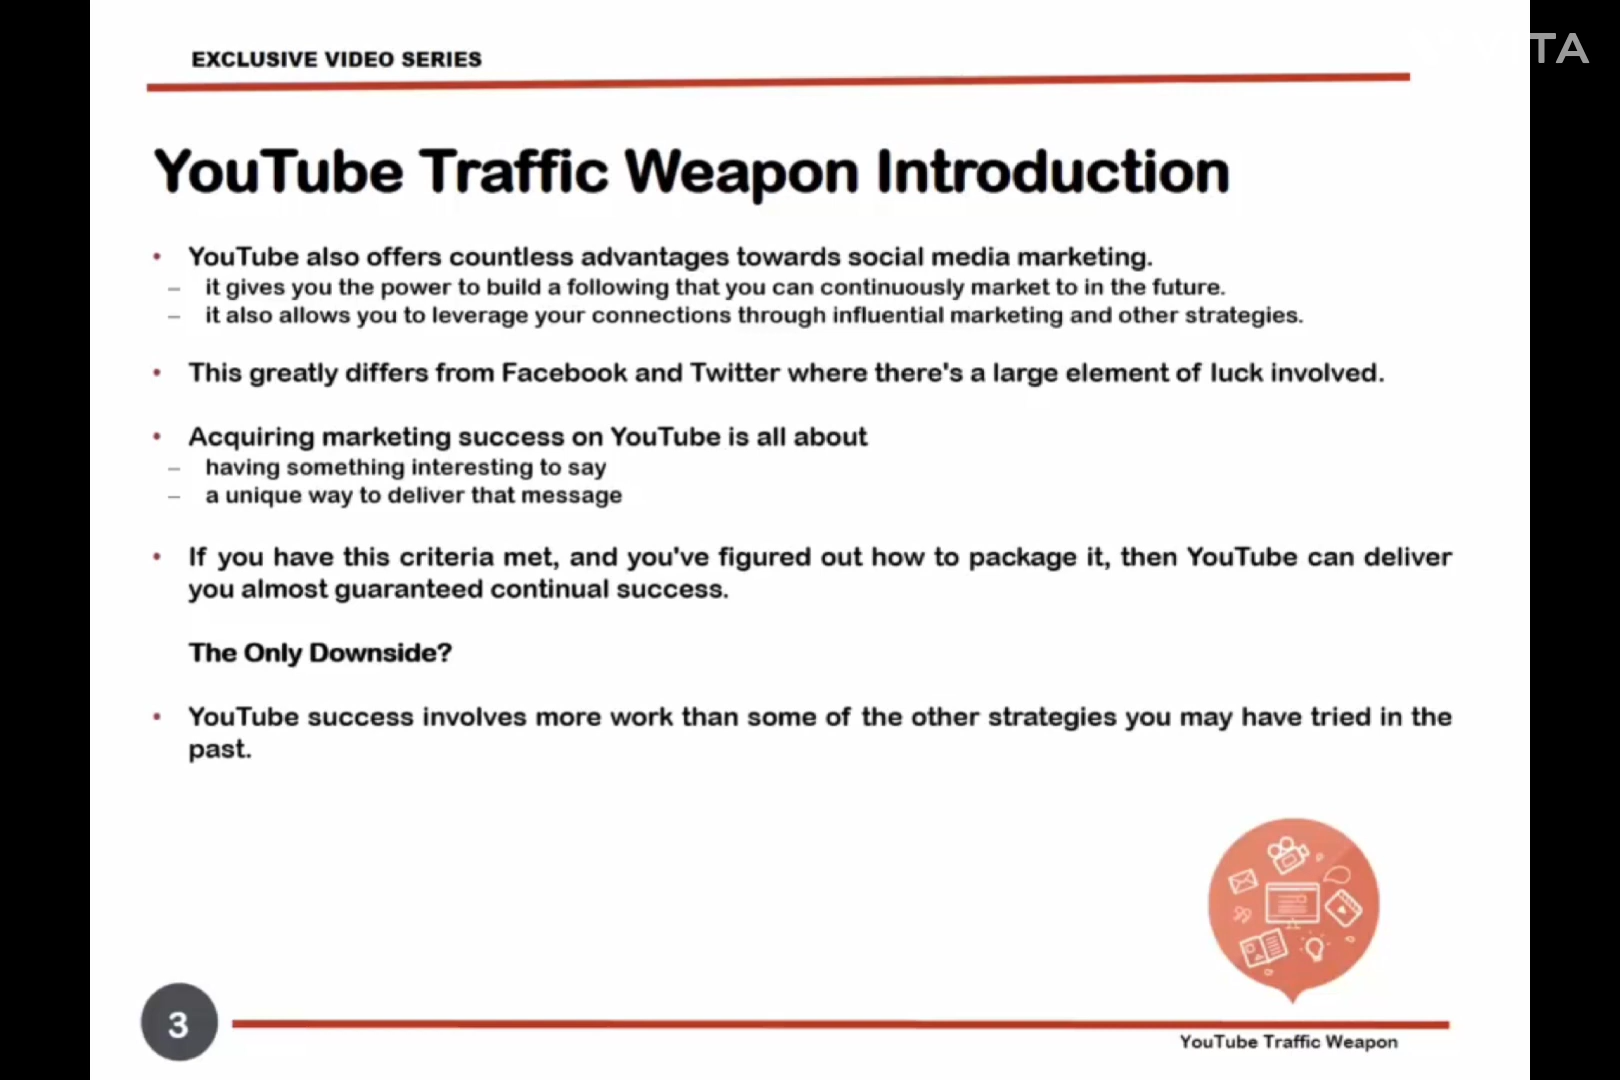 EXCLUSIVE VIDEO SERIES
YouTube Traffic Weapon Introduction
• YouTube also offers countless advantages towards social media marketing.
– it gives you the power to build a following that you can continuously market to in the future.
– it also allows you to leverage your connections through influential marketing and other strategies.
• This greatly differs from Facebook and Twitter where there's a large element of luck involved.
• Acquiring marketing success on YouTube is all about
– having something interesting to say
– a unique way to deliver that message
• If you have this criteria met, and you've figured out how to package it, then YouTube can deliver
you almost guaranteed continual success.
The Only Downside?
• YouTube success involves more work than some of the other strategies you may have tried in the
past.
3
YouTube Traffic Weapon